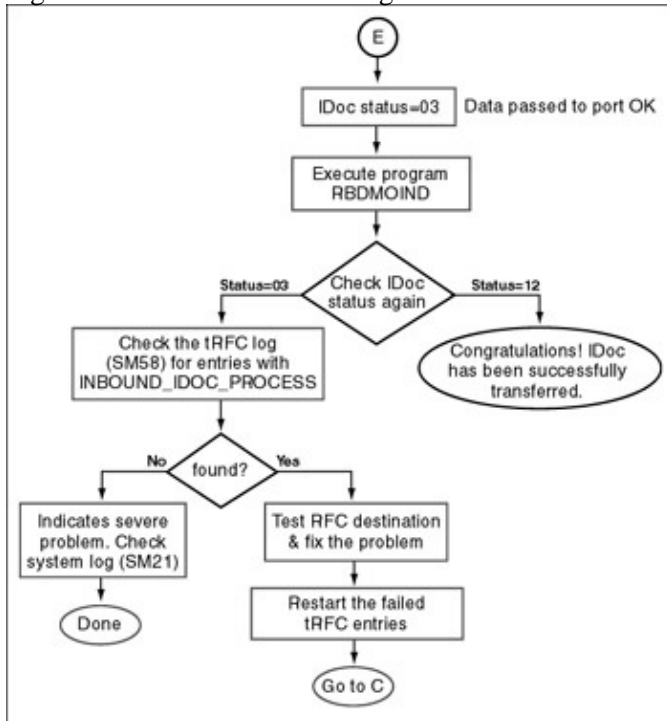 E
IDoc status=03
Data passed to port OK
Execute program
RBDMOIND
Status=03
Check IDoc
status again
Status=12
Check the tRFC log
(SM58) for entries with
INBOUND_IDOC_PROCESS
Congratulations! IDoc
has been successfully
transferred.
No
found?
Yes
Indicates severe
problem. Check
system log (SM21)
Test RFC destination
& fix the problem
Done
Restart the failed
tRFC entries
Go to C